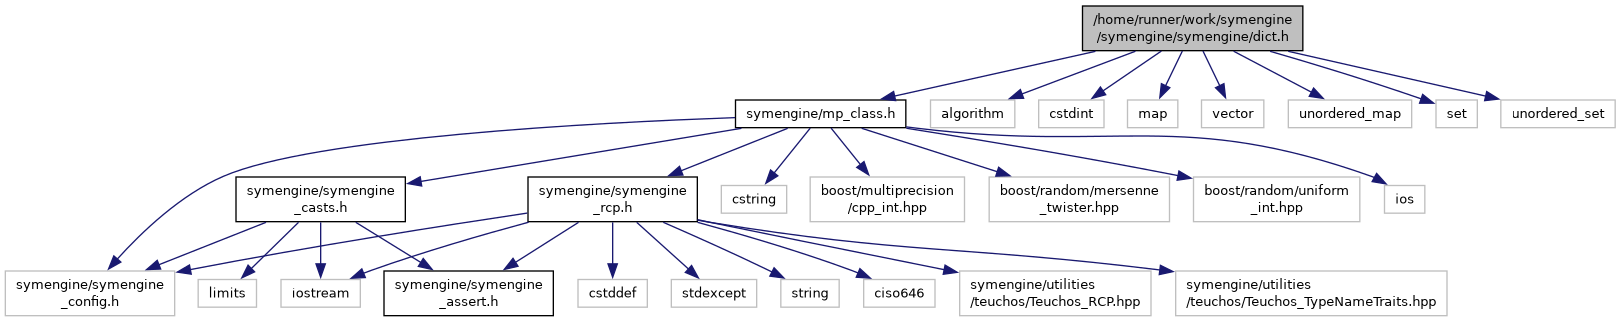 /home/runner/work/symengine
/symengine/symengine/dict.h
symengine/mp_class.h
algorithm
cstdint
map
vector
unordered_map
set
unordered_set
symengine/symengine
_casts.h
symengine/symengine
_rcp.h
cstring
boost/multiprecision
/cpp_int.hpp
boost/random/mersenne
_twister.hpp
boost/random/uniform
_int.hpp
ios
symengine/symengine
_config.h
limits
iostream
symengine/symengine
_assert.h
cstddef
stdexcept
string
ciso646
symengine/utilities
/teuchos/Teuchos_RCP.hpp
symengine/utilities
/teuchos/Teuchos_TypeNameTraits.hpp